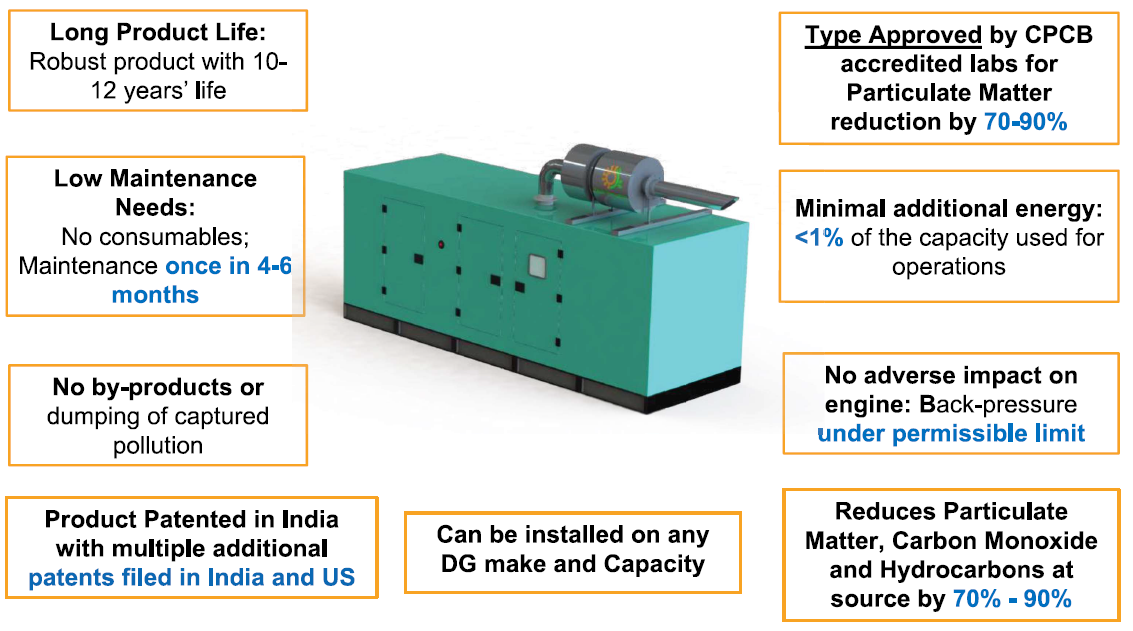 Long Product Life:
Robust product with 10-
12 years’ life
Type Approved by CPCB
accredited labs for
Particulate Matter
reduction by 70-90%
Low Maintenance
Needs:
No consumables;
Maintenance once in 4-6
months
Minimal additional energy:
<1% of the capacity used for
operations
No by-products or
dumping of captured
pollution
No adverse impact on
engine: Back-pressure
under permissible limit
Product Patented in India
with multiple additional
patents filed in India and US
Can be installed on any
DG make and Capacity
Reduces Particulate
Matter, Carbon Monoxide
and Hydrocarbons at
source by 70% - 90%